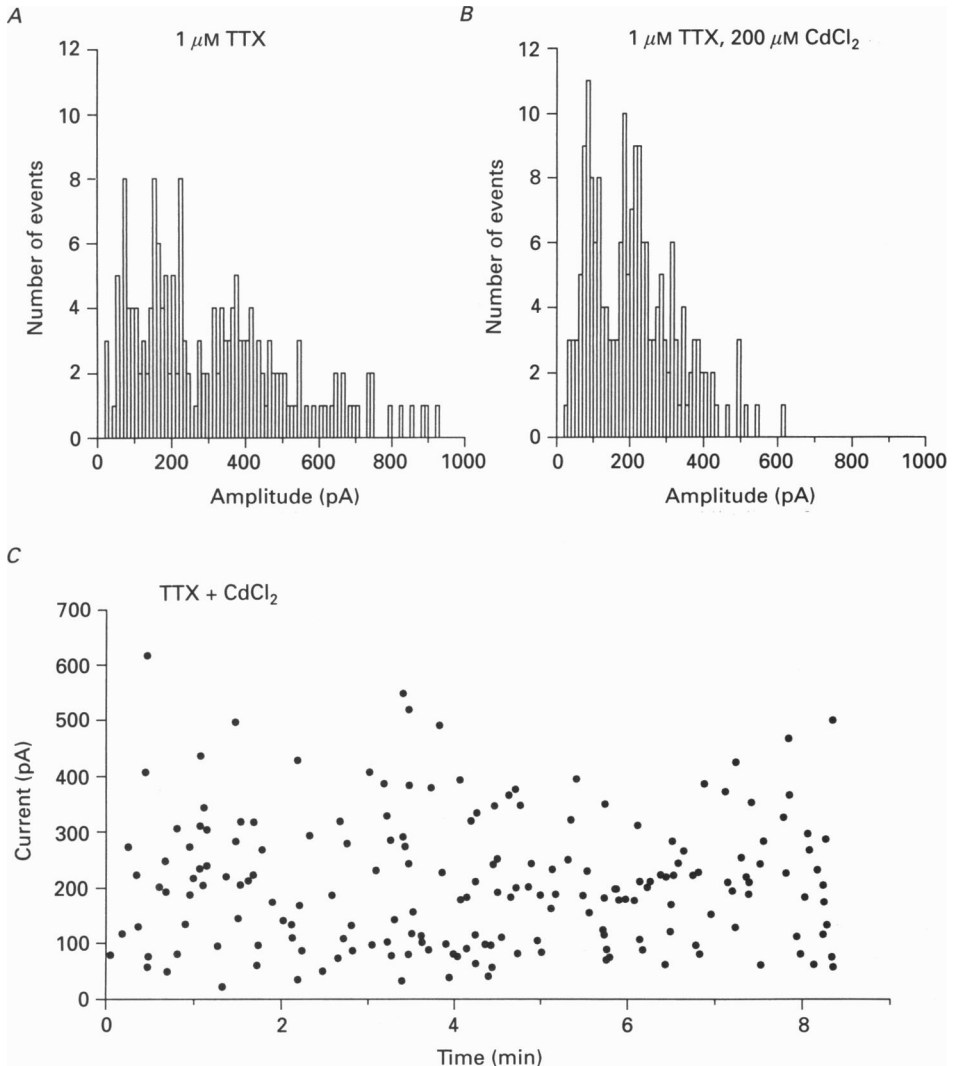 A
1 μM TTX
12
10
8
6
4
2
0
Number of events
0 200 400 600 800 1000
Amplitude (pA)
B
1 μM TTX, 200 μM CdCl₂
12
10
8
6
4
2
0
Number of events
0 200 400 600 800 1000
Amplitude (pA)
C
TTX + CdCl₂
700
600
500
400
300
200
100
0
Current (pA)
0 2 4 6 8
Time (min)